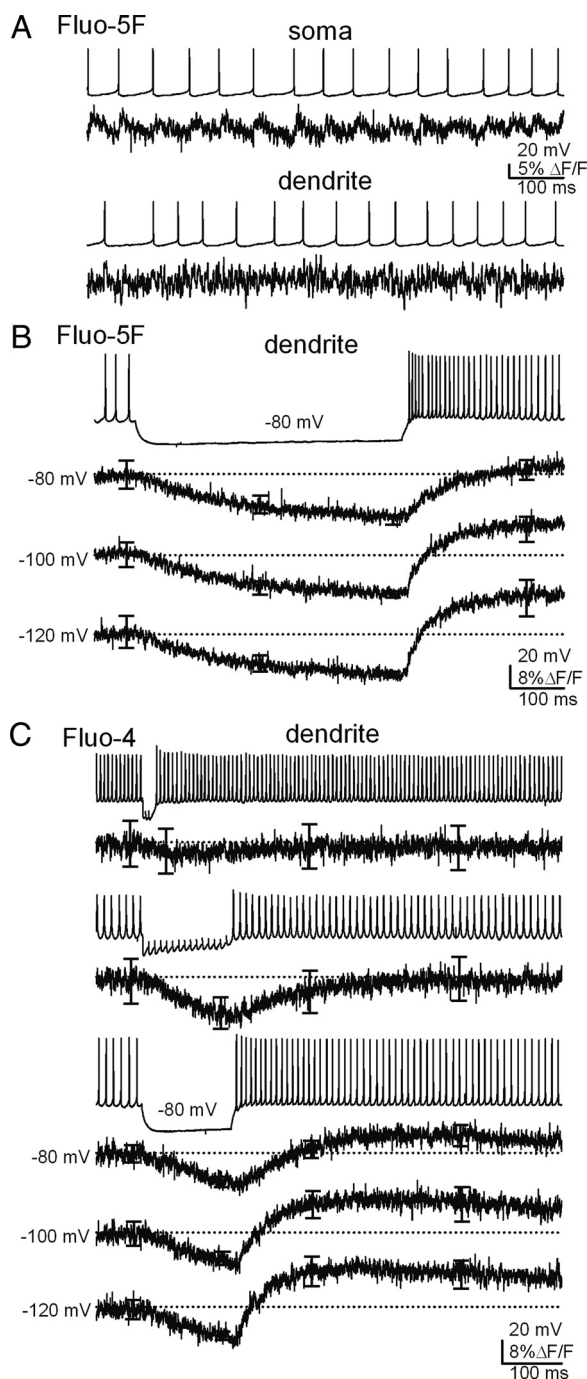 A
Fluo-5F
soma
20 mV
5% ΔF/F
100 ms
dendrite
B
Fluo-5F
dendrite
-80 mV
-80 mV
-100 mV
-120 mV
20 mV
8%ΔF/F
100 ms
C
Fluo-4
dendrite
-80 mV
-80 mV
-100 mV
-120 mV
20 mV
8%ΔF/F
100 ms